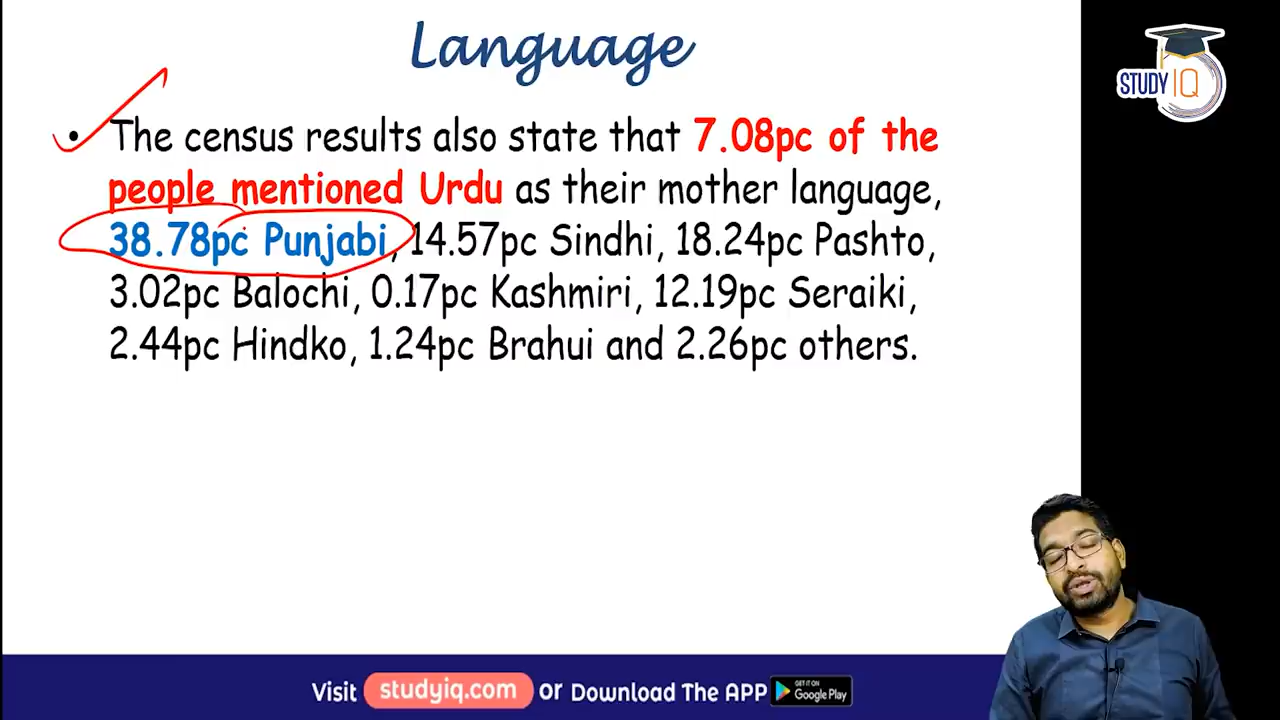 Language
STUDY IQ
• The census results also state that 7.08pc of the
people mentioned Urdu as their mother language,
38.78pc Punjabi, 14.57pc Sindhi, 18.24pc Pashto,
3.02pc Balochi, 0.17pc Kashmiri, 12.19pc Seraiki,
2.44pc Hindko, 1.24pc Brahui and 2.26pc others.
Visit studyiq.com or Download The APP GET IT ON Google Play